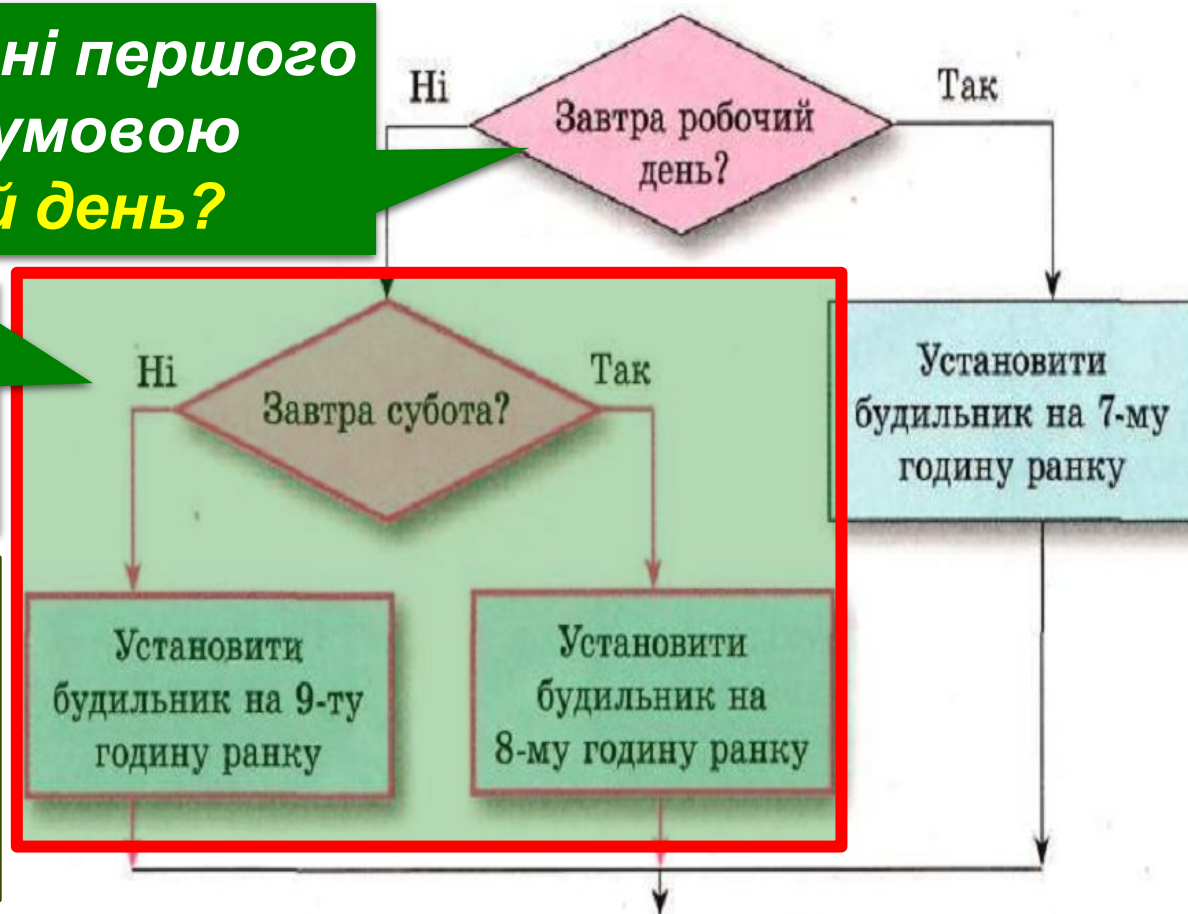 ні першого
умовою
й день?
Ні
Так
Завтра робочий
день?
Ні
Так
Завтра субота?
Установити
будильник на 7-му
годину ранку
Установити
будильник на 9-ту
годину ранку
Установити
будильник на
8-му годину ранку